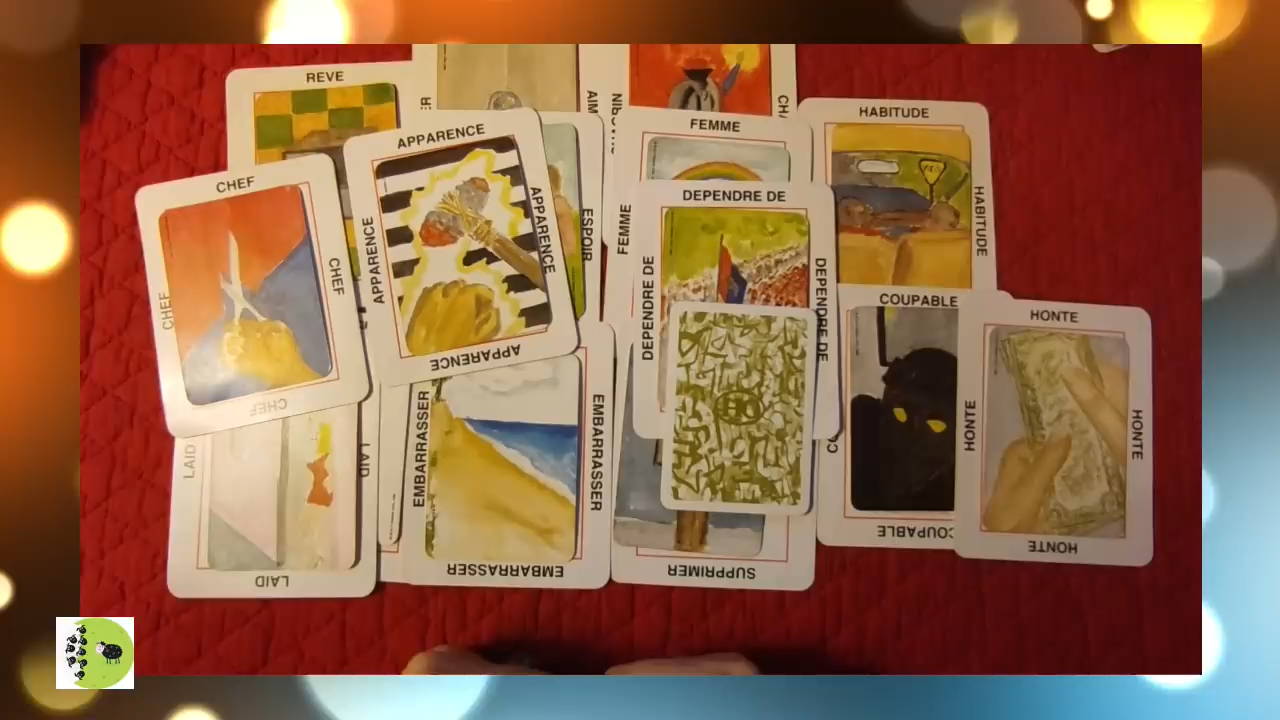 REVE
HABITUDE
HABITUDE
FEMME
FEMME
APPARENCE
APPARENCE
APPARENCE
APPARENCE
ESPOIR
CHEF
CHEF
CHEF
CHEF
DEPENDRE DE
DEPENDRE DE
DEPENDRE DE
COUPABLE
COUPABLE
HONTE
HONTE
HONTE
HONTE
EMBARRASSER
EMBARRASSER
EMBARRASSER
LAID
LAID
LAID
SUPPRIMER
OH